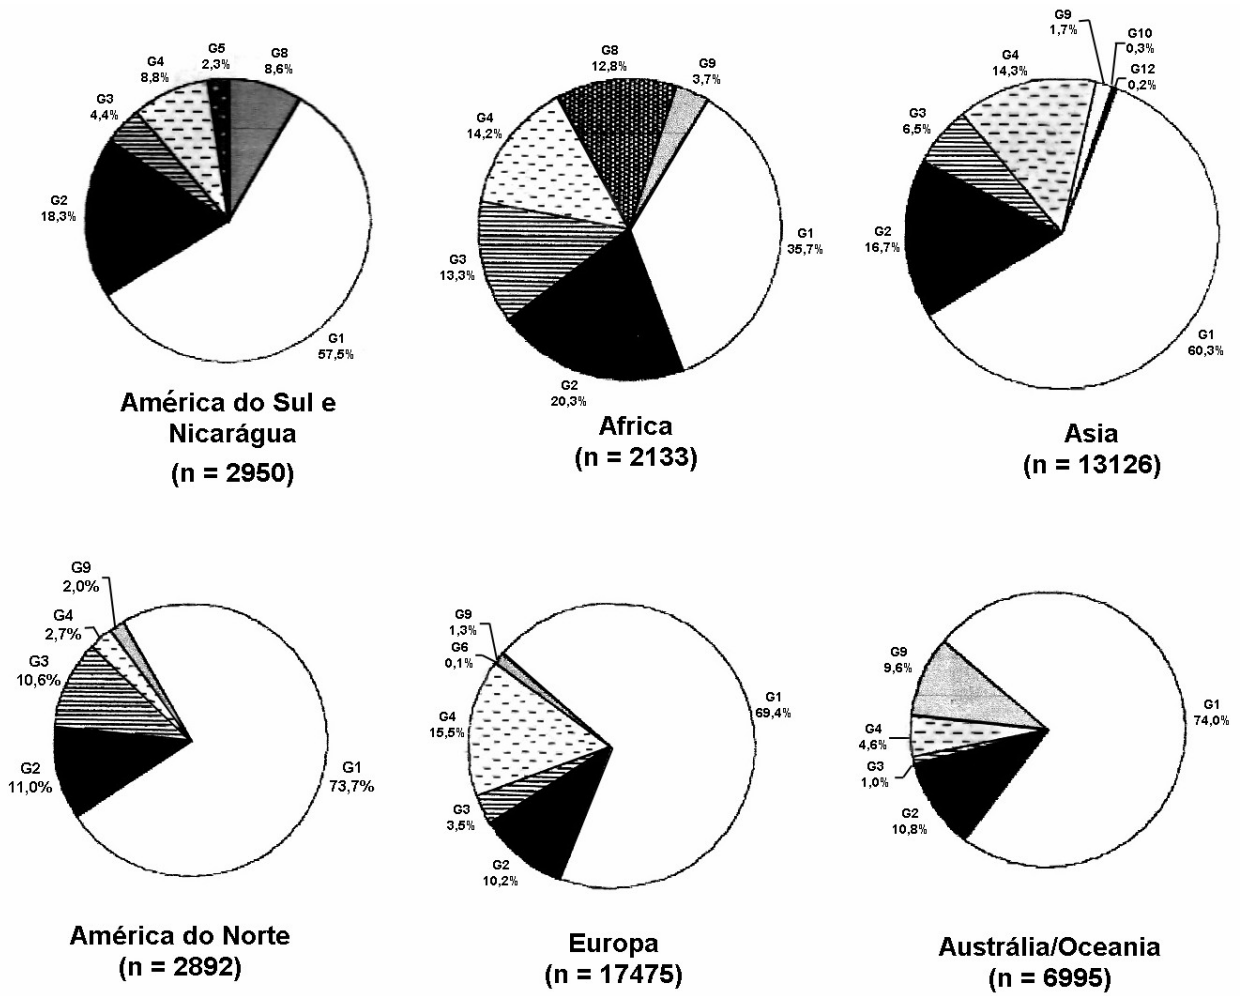 G5
2,3%
G8
8,6%
G4
8,8%
G3
4,4%
G2
18,3%
G1
57,5%
América do Sul e
Nicarágua
(n = 2950)
G8
12,8%
G9
3,7%
G4
14,2%
G1
35,7%
G3
13,3%
G2
20,3%
Africa
(n = 2133)
G9
1,7%
G10
0,3%
G12
0,2%
G4
14,3%
G3
6,5%
G2
16,7%
G1
60,3%
Asia
(n = 13126)
G9
2,0%
G4
2,7%
G3
10,6%
G2
11,0%
G1
73,7%
América do Norte
(n = 2892)
G9
1,3%
G6
0,1%
G1
69,4%
G4
15,5%
G3
3,5%
G2
10,2%
Europa
(n = 17475)
G9
9,6%
G1
74,0%
G4
4,6%
G3
1,0%
G2
10,8%
Austrália/Oceania
(n = 6995)